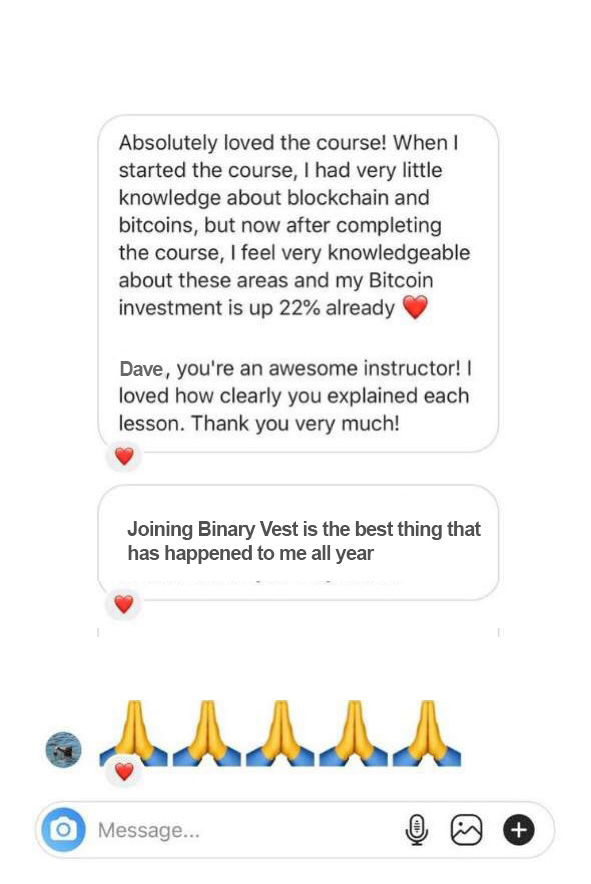 Absolutely loved the course! When I
started the course, I had very little
knowledge about blockchain and
bitcoins, but now after completing
the course, I feel very knowledgeable
about these areas and my Bitcoin
investment is up 22% already ❤️
Dave, you're an awesome instructor! I
loved how clearly you explained each
lesson. Thank you very much!
Joining Binary Vest is the best thing that
has happened to me all year
🙏🙏🙏🙏🙏
Message...